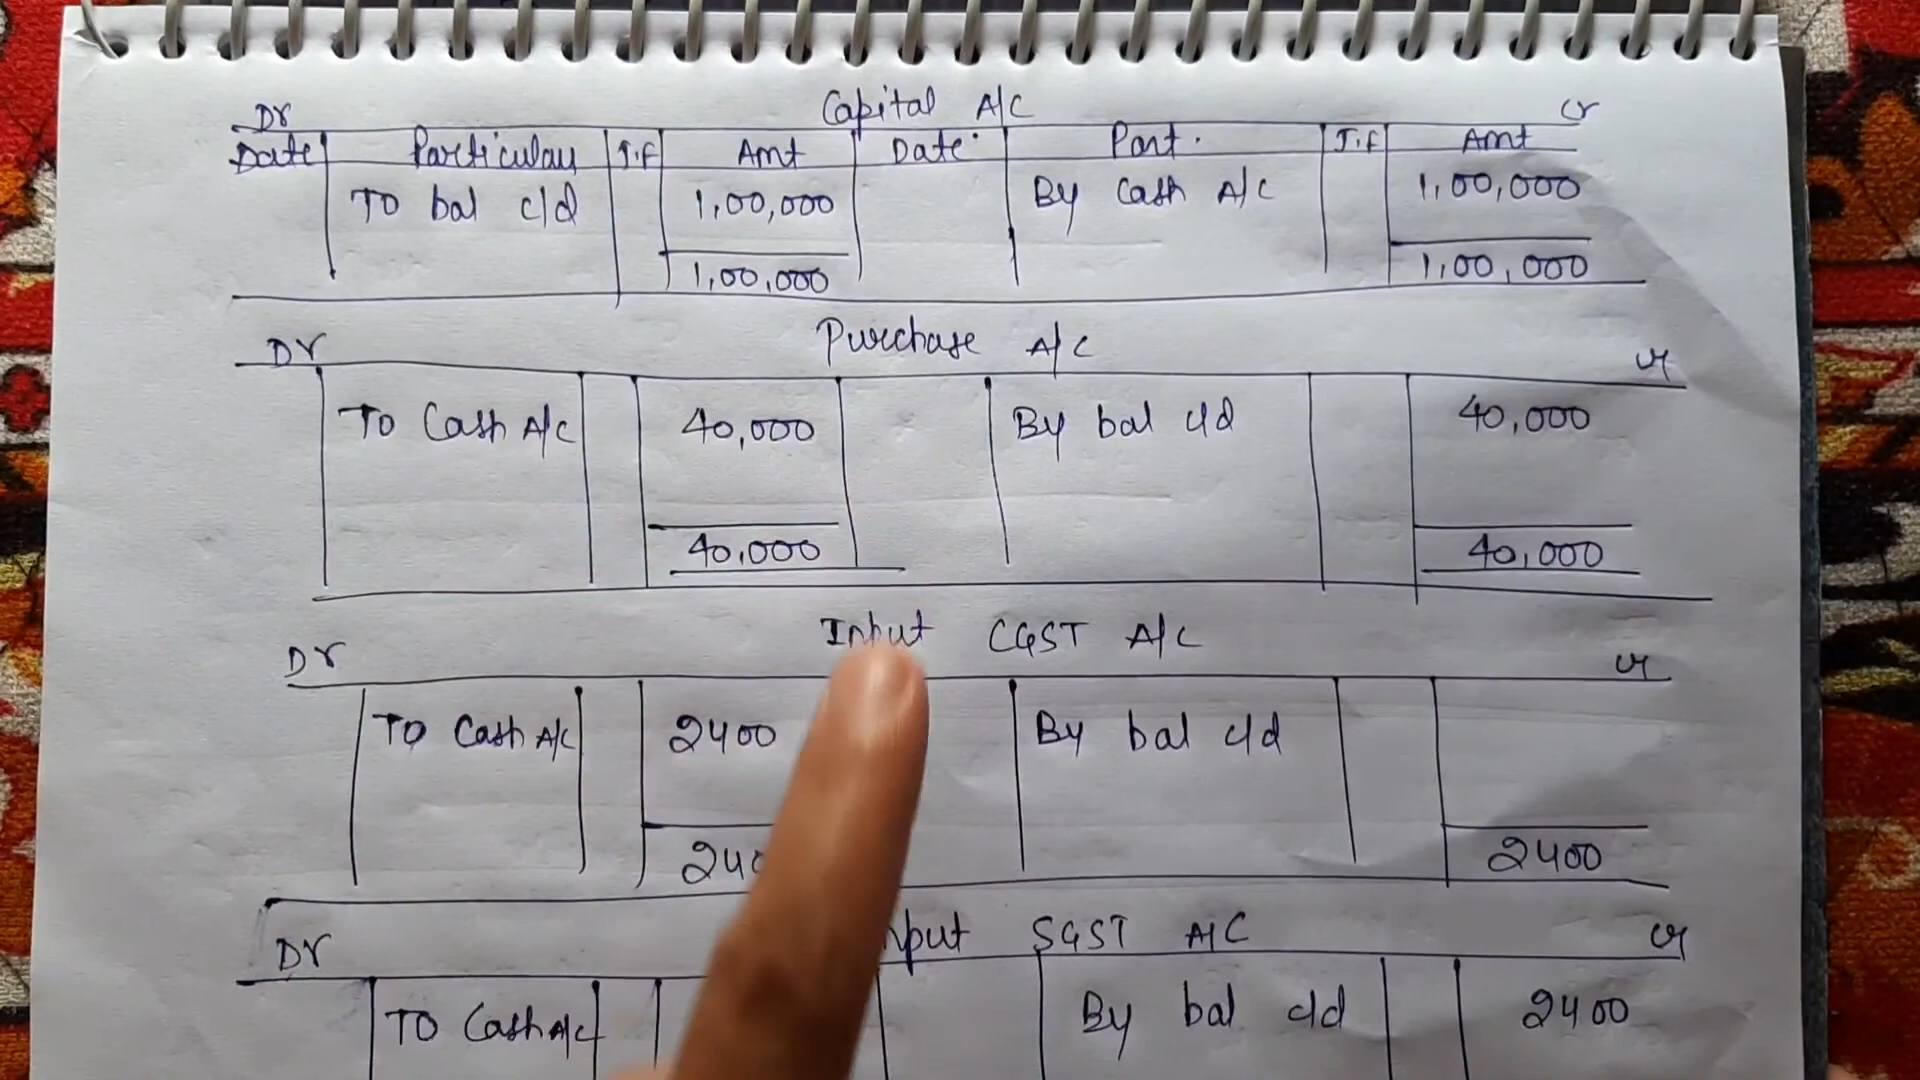 Dr Capital A/C Cr
Date Particulars J.F Amt Date Part. J.F Amt
To bal c/d 1,00,000 By Cash A/c 1,00,000
1,00,000 1,00,000
Dr Purchase A/C Cr
To Cash A/c 40,000 By bal c/d 40,000
40,000 40,000
Dr Input CGST A/C Cr
To Cash A/c 2400 By bal c/d
2400
Dr SGST A/C Cr
To Cash A/c By bal c/d 2400